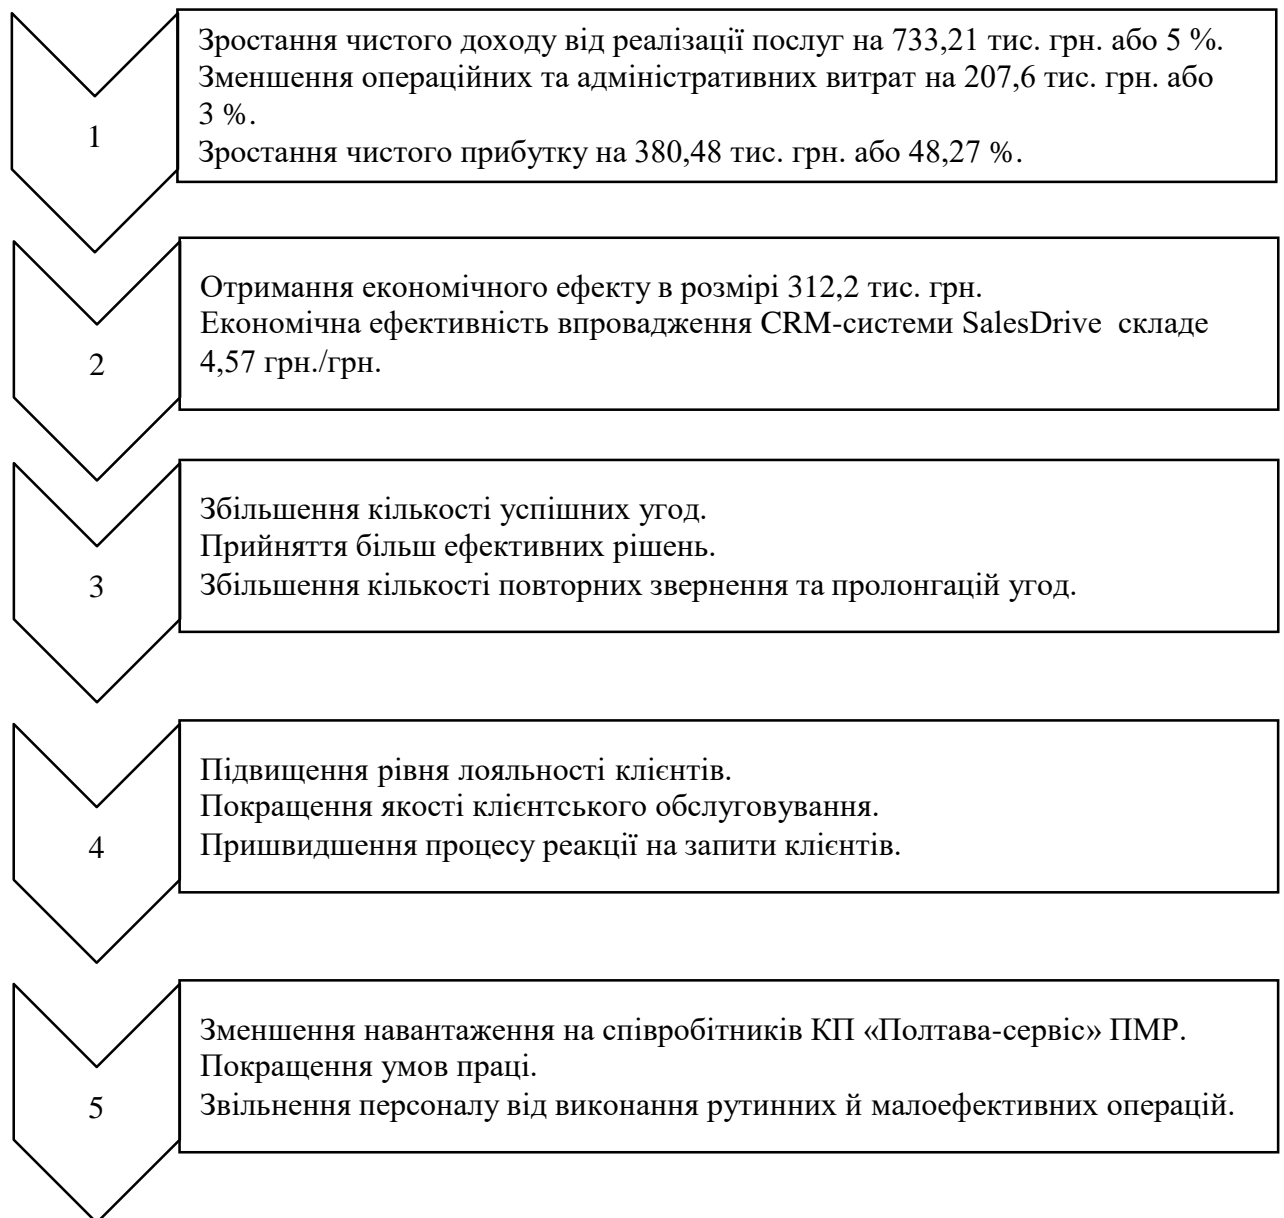 1
Зростання чистого доходу від реалізації послуг на 733,21 тис. грн. або 5 %.
Зменшення операційних та адміністративних витрат на 207,6 тис. грн. або
3 %.
Зростання чистого прибутку на 380,48 тис. грн. або 48,27 %.
2
Отримання економічного ефекту в розмірі 312,2 тис. грн.
Економічна ефективність впровадження CRM-системи SalesDrive складе
4,57 грн./грн.
3
Збільшення кількості успішних угод.
Прийняття більш ефективних рішень.
Збільшення кількості повторних звернення та пролонгацій угод.
4
Підвищення рівня лояльності клієнтів.
Покращення якості клієнтського обслуговування.
Пришвидшення процесу реакції на запити клієнтів.
5
Зменшення навантаження на співробітників КП «Полтава-сервіс» ПМР.
Покращення умов праці.
Звільнення персоналу від виконання рутинних й малоефективних операцій.